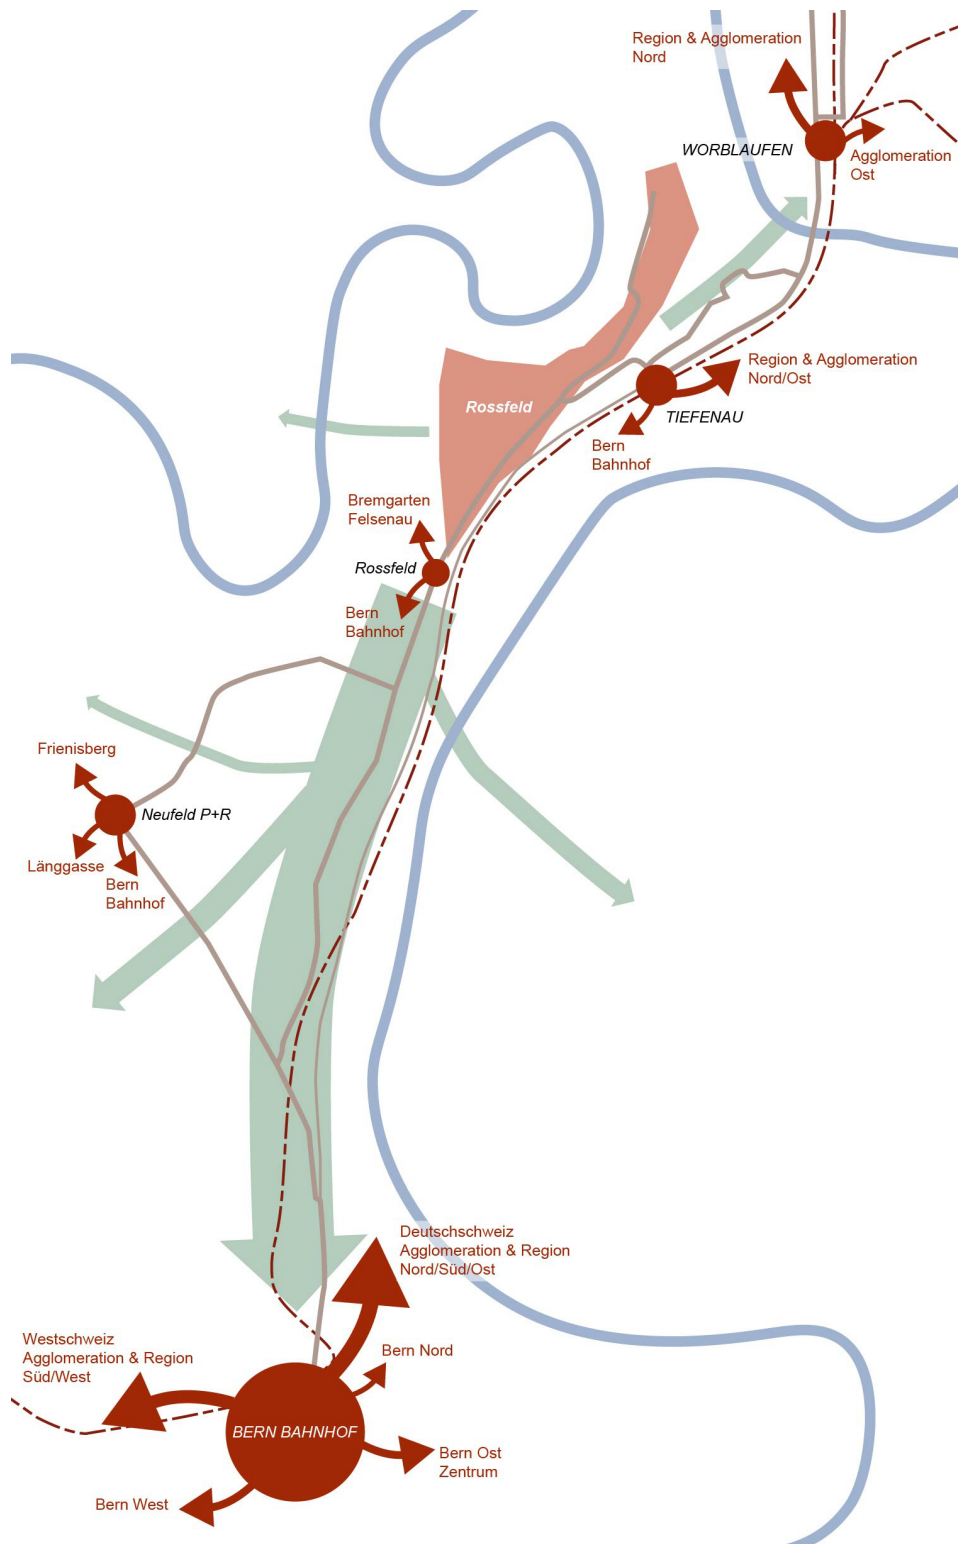 Region & Agglomeration
Nord
WORBLAUFEN
Agglomeration
Ost
Region & Agglomeration
Nord/Ost
Rossfeld
TIEFENAU
Bern
Bahnhof
Bremgarten
Felsenau
Rossfeld
Bern
Bahnhof
Frienisberg
Neufeld P+R
Länggasse
Bern
Bahnhof
Deutschschweiz
Agglomeration & Region
Nord/Süd/Ost
Westschweiz
Agglomeration & Region
Süd/West
Bern Nord
BERN BAHNHOF
Bern Ost
Zentrum
Bern West